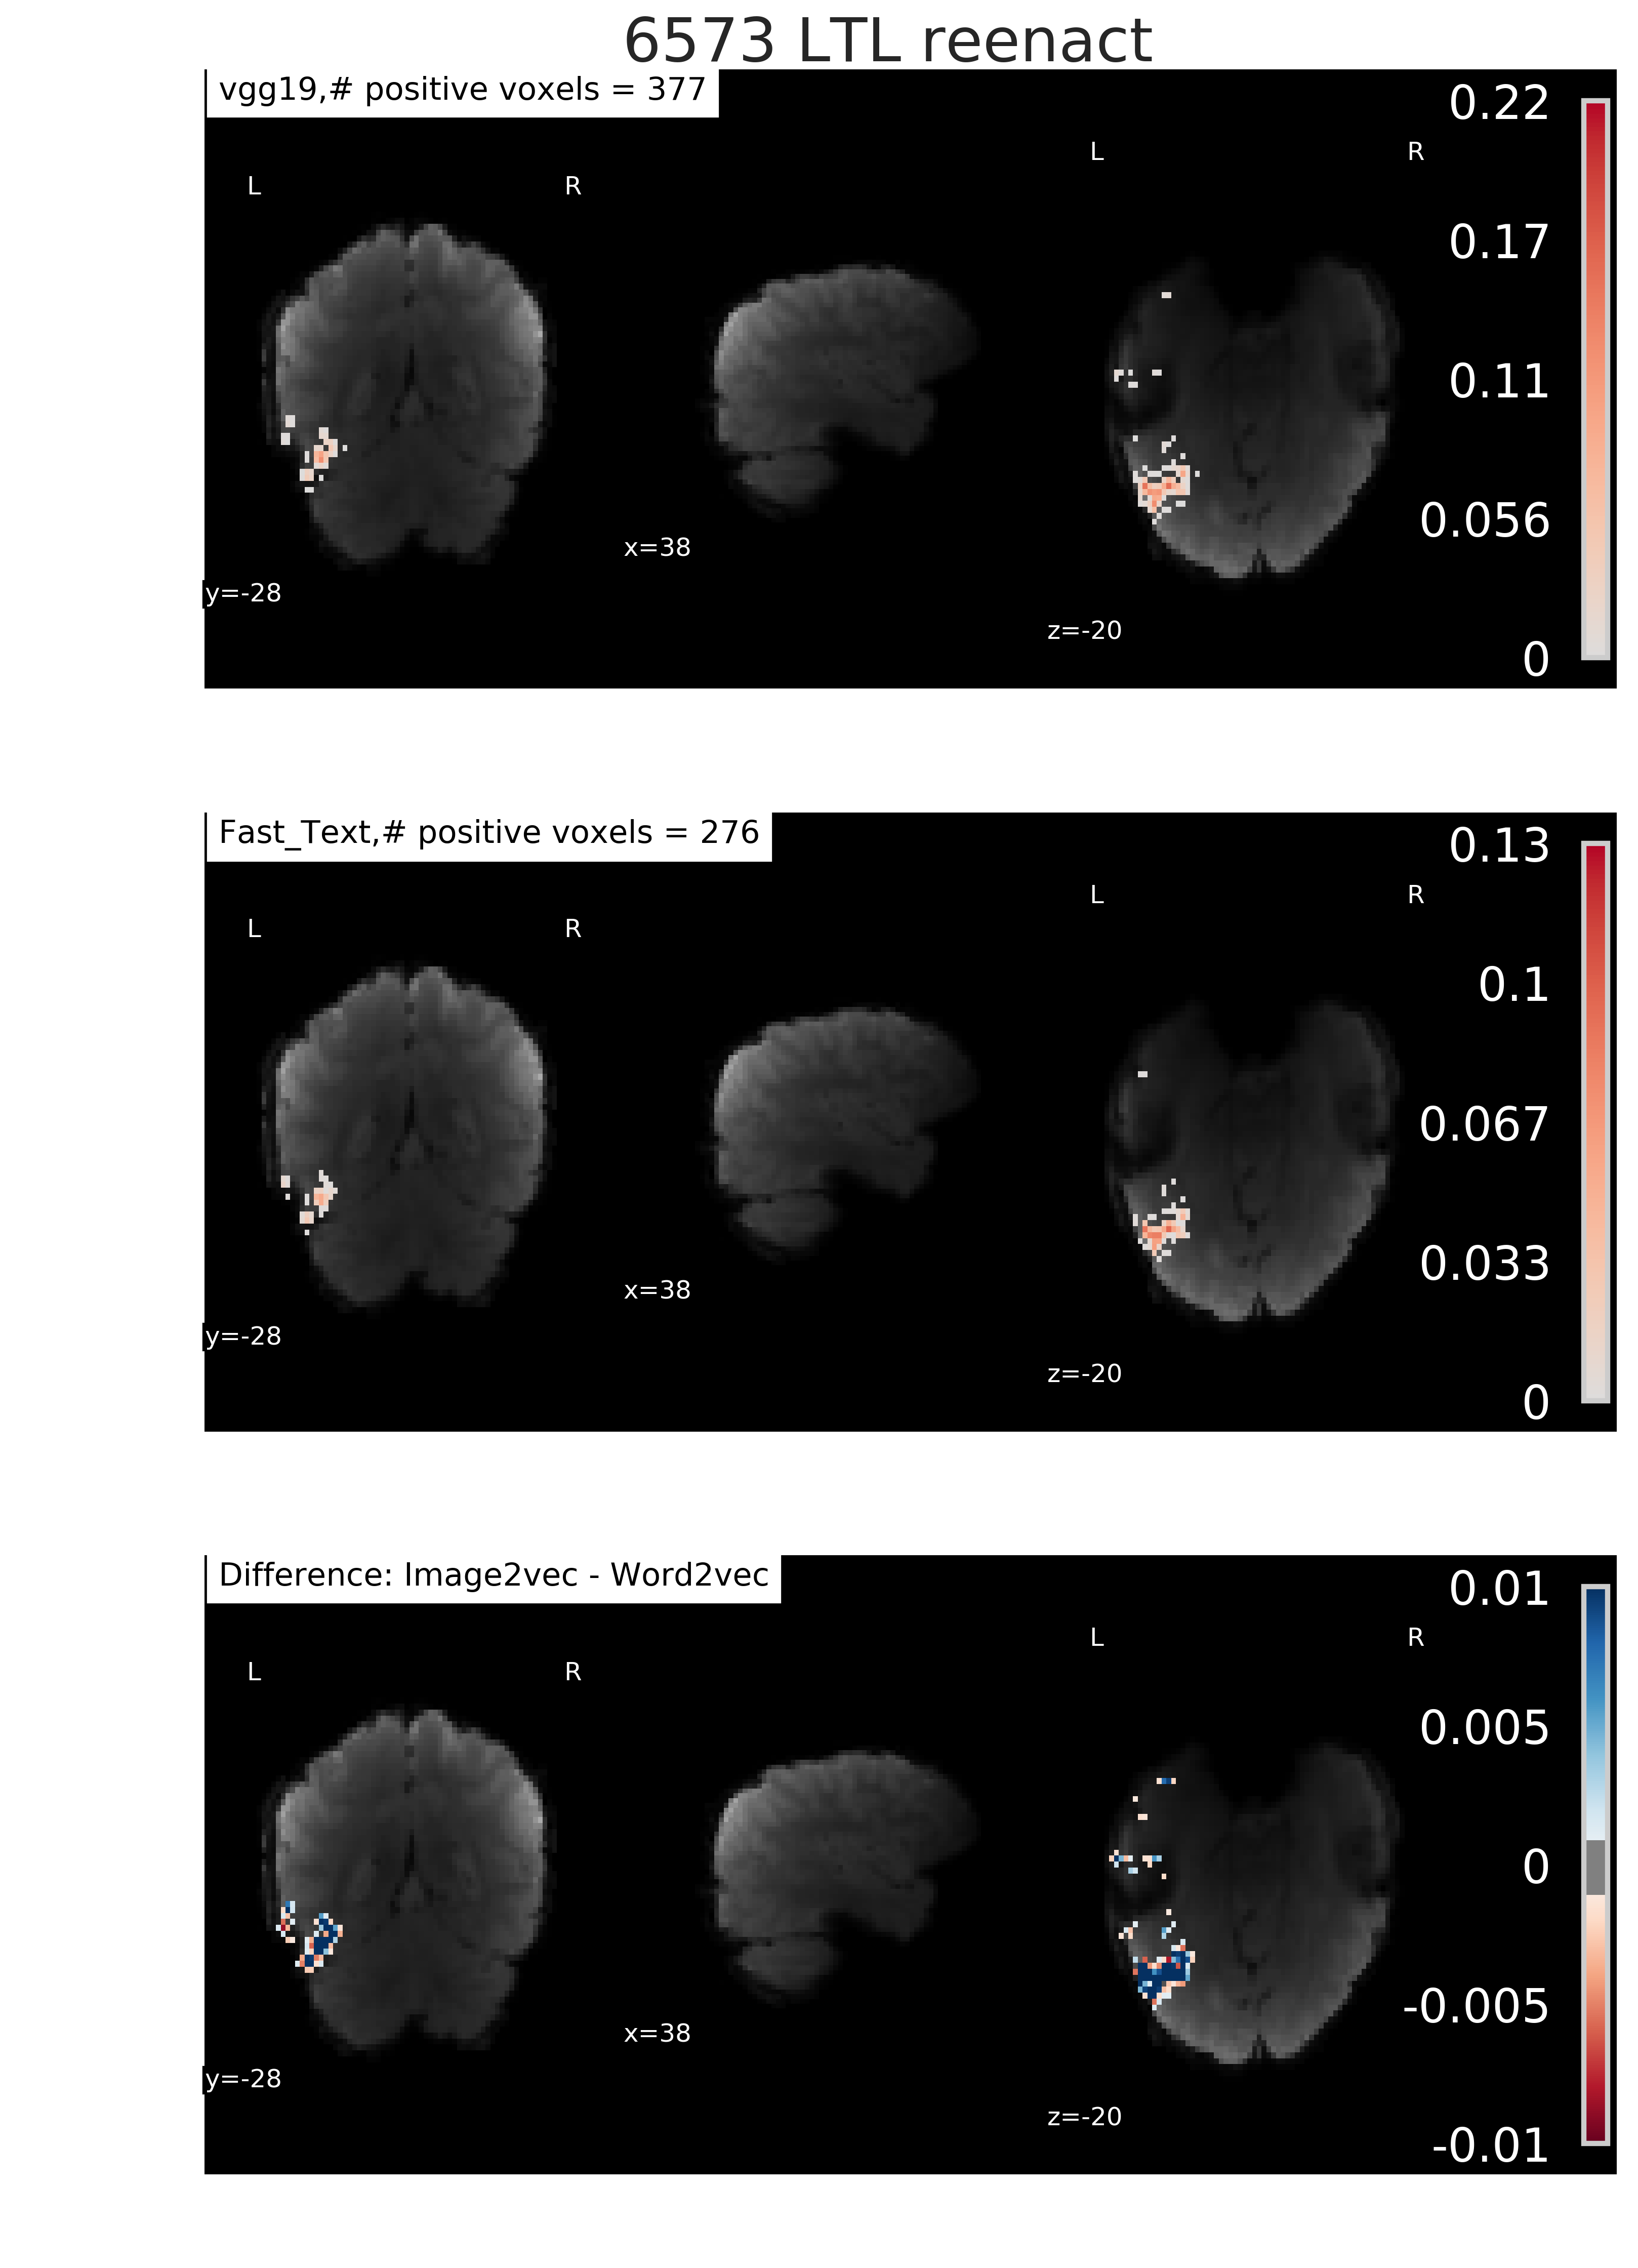 6573 LTL reenact
vgg19,# positive voxels = 377
0.22
L
R
L R
0.17
0.11
0.056
x=38
y=-28
z=-20
0
Fast_Text,# positive voxels = 276
0.13
L
R
L R
0.1
0.067
0.033
x=38
y=-28
z=-20
0
Difference: Image2vec - Word2vec
0.01
L
R
L R
0.005
0
-0.005
x=38
y=-28
z=-20
-0.01